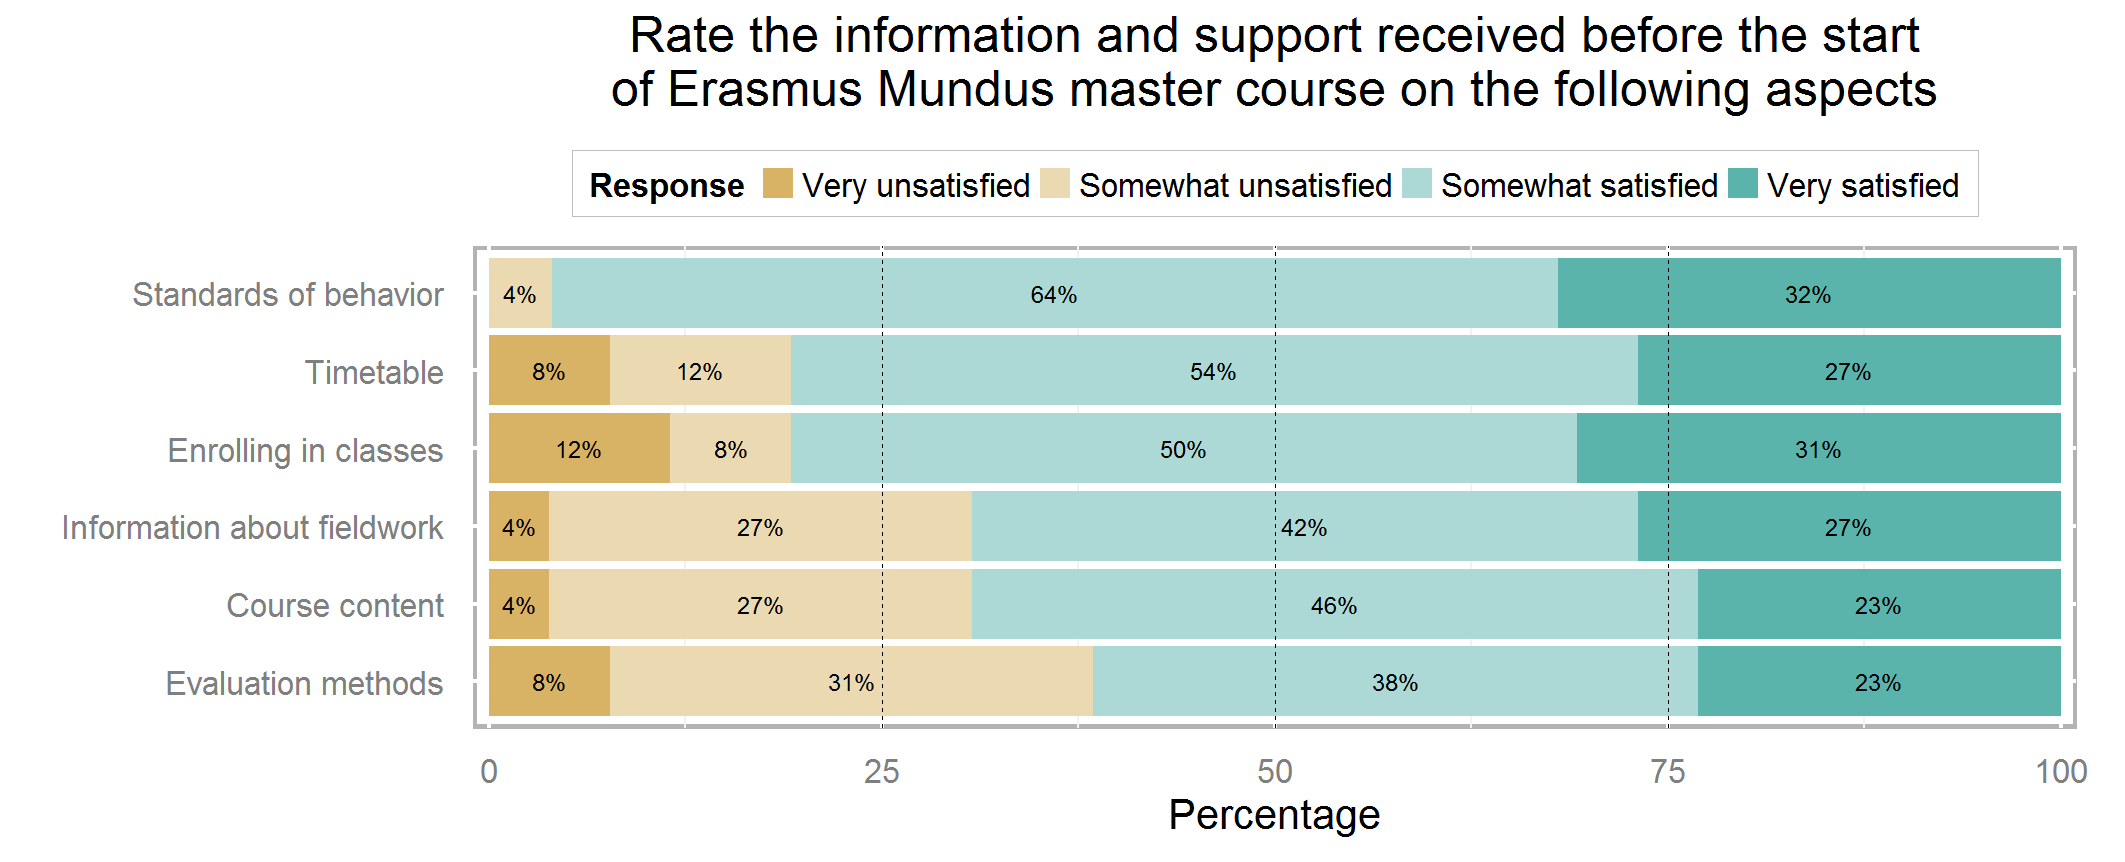 Rate the information and support received before the start
of Erasmus Mundus master course on the following aspects
Response Very unsatisfied Somewhat unsatisfied Somewhat satisfied Very satisfied
Standards of behavior 4% 64% 32%
Timetable 8% 12% 54% 27%
Enrolling in classes 12% 8% 50% 31%
Information about fieldwork 4% 27% 42% 27%
Course content 4% 27% 46% 23%
Evaluation methods 8% 31% 38% 23%
0 25 50 75 100
Percentage